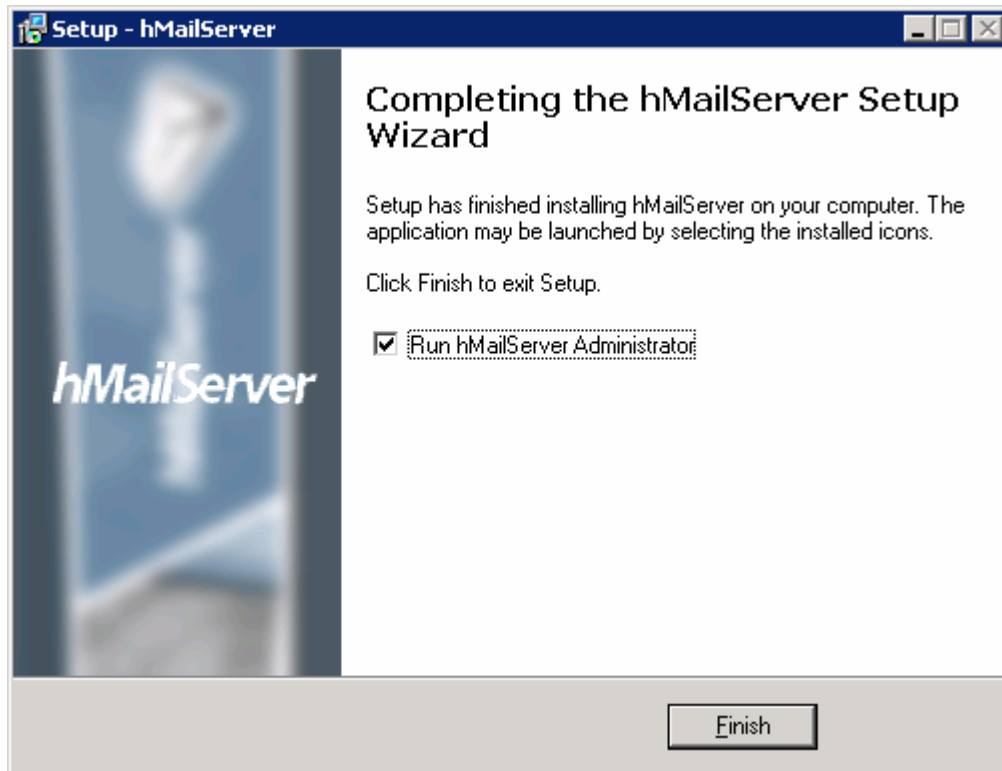 Setup - hMailServer
Completing the hMailServer Setup
Wizard
Setup has finished installing hMailServer on your computer. The
application may be launched by selecting the installed icons.
Click Finish to exit Setup.
Run hMailServer Administrator
hMailServer
Finish